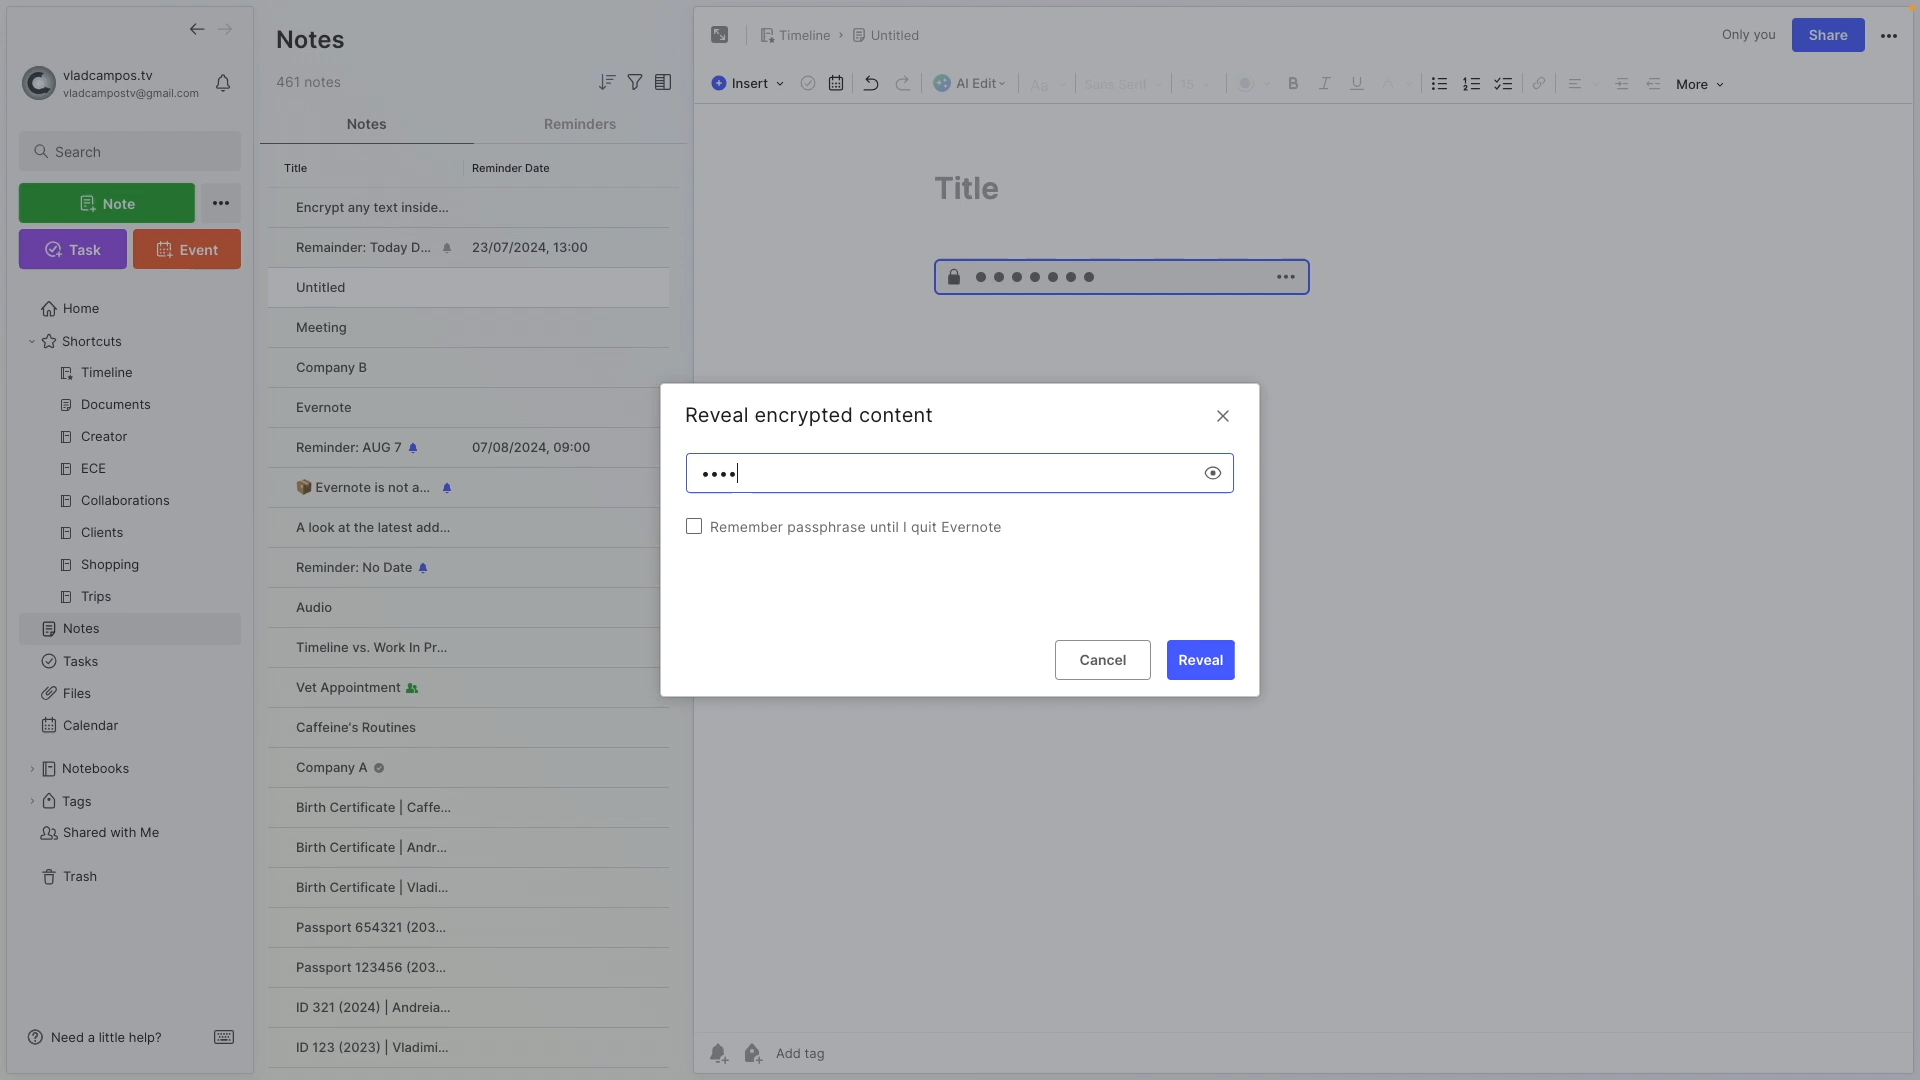 vladcampos.tv
vladcampostv@gmail.com
Search
Note
Task
Event
Home
Shortcuts
Timeline
Documents
Creator
ECE
Collaborations
Clients
Shopping
Trips
Notes
Tasks
Files
Calendar
Notebooks
Tags
Shared with Me
Trash
Need a little help?
Notes
461 notes
Notes Reminders
Title Reminder Date
Encrypt any text inside...
Remainder: Today D... 23/07/2024, 13:00
Untitled
Meeting
Company B
Evernote
Reminder: AUG 7 07/08/2024, 09:00
Evernote is not a...
A look at the latest add...
Reminder: No Date
Audio
Timeline vs. Work In Pr...
Vet Appointment
Caffeine's Routines
Company A
Birth Certificate | Caffe...
Birth Certificate | Andr...
Birth Certificate | Vladi...
Passport 654321 (203...
Passport 123456 (203...
ID 321 (2024) | Andreia...
ID 123 (2023) | Vladimi...
Timeline › Untitled
Only you Share
Insert AI Edit Aa Sans Serif 15 B I U A More
Title
Reveal encrypted content
Remember passphrase until I quit Evernote
Cancel Reveal
Add tag